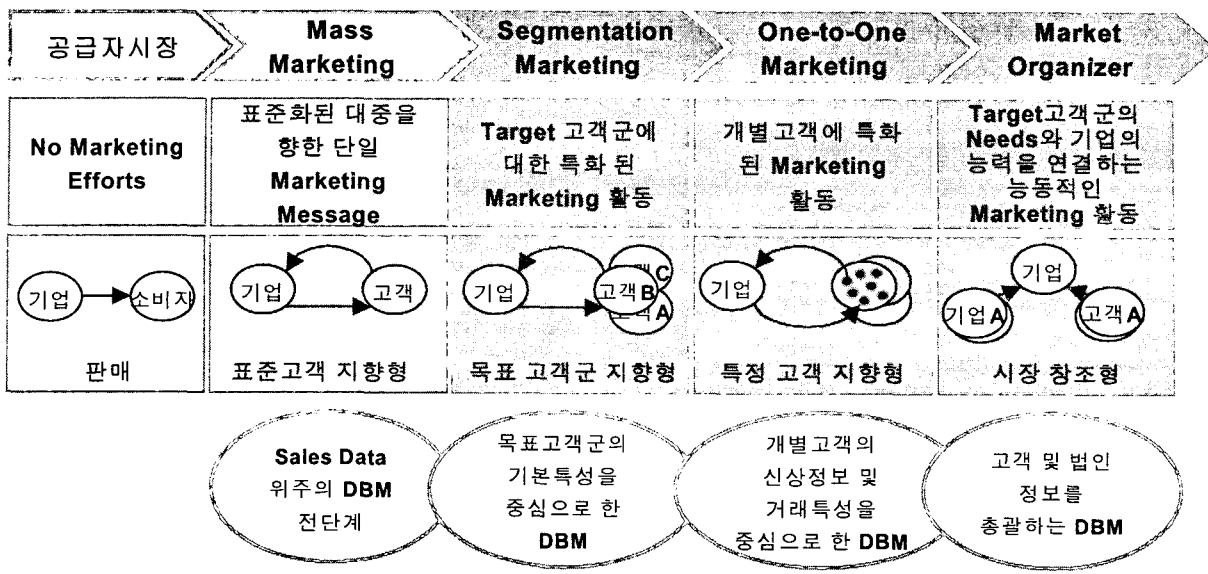 공급자시장
Mass
Marketing
Segmentation
Marketing
One-to-One
Marketing
Market
Organizer
No Marketing
Efforts
표준화된 대중을
향한 단일
Marketing
Message
Target 고객군에
대한 특화 된
Marketing 활동
개별고객에 특화
된 Marketing
활동
Target고객군의
Needs와 기업의
능력을 연결하는
능동적인
Marketing 활동
기업
소비자
판매
기업
고객
표준고객 지향형
기업
C
고객B
고객A
목표 고객군 지향형
기업
특정 고객 지향형
기업
기업A
고객A
시장 창조형
Sales Data
위주의 DBM
전단계
목표고객군의
기본특성을
중심으로 한
DBM
개별고객의
신상정보 및
거래특성을
중심으로 한 DBM
고객 및 법인
정보를
총괄하는 DBM